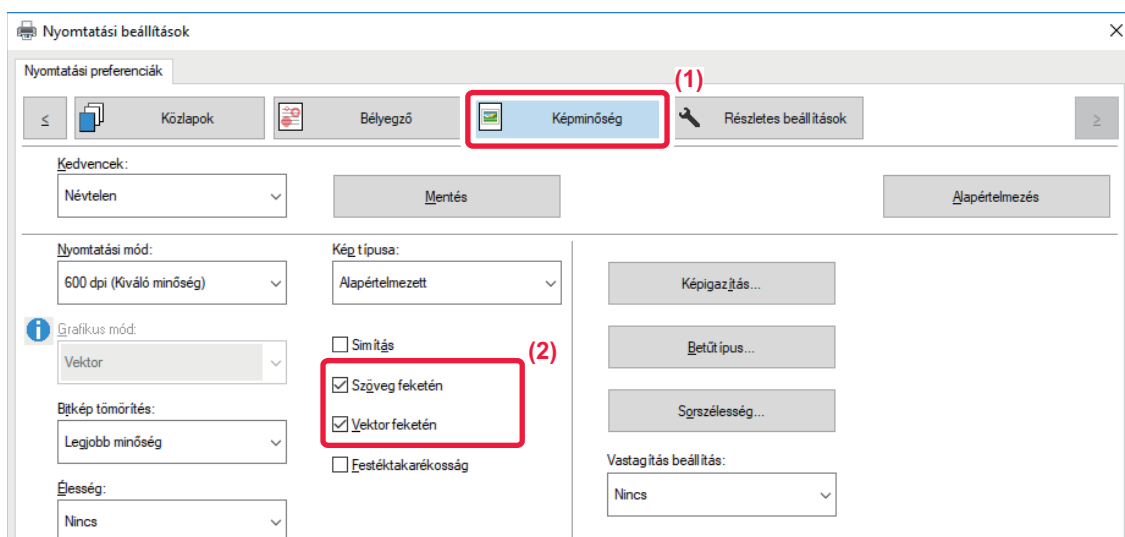 Nyomtatási beállítások
Nyomtatási preferenciák
(1)
< Közlapok Bélyegző Képminőség Részletes beállítások >
Kedvencek:
Névtelen Mentés Alapértelmezés
Nyomtatási mód: Kép típusa:
600 dpi (Kiváló minőség) Alapértelmezett Képigazítás...
Grafikus mód:
Simítás (2)
Vektor Betűtípus...
Szöveg feketén
Bitkép tömörítés: Vektor feketén Sorszélesség...
Legjobb minőség
Festéktakarékosság Vastagítás beállítás:
Élesség:
Nincs Nincs